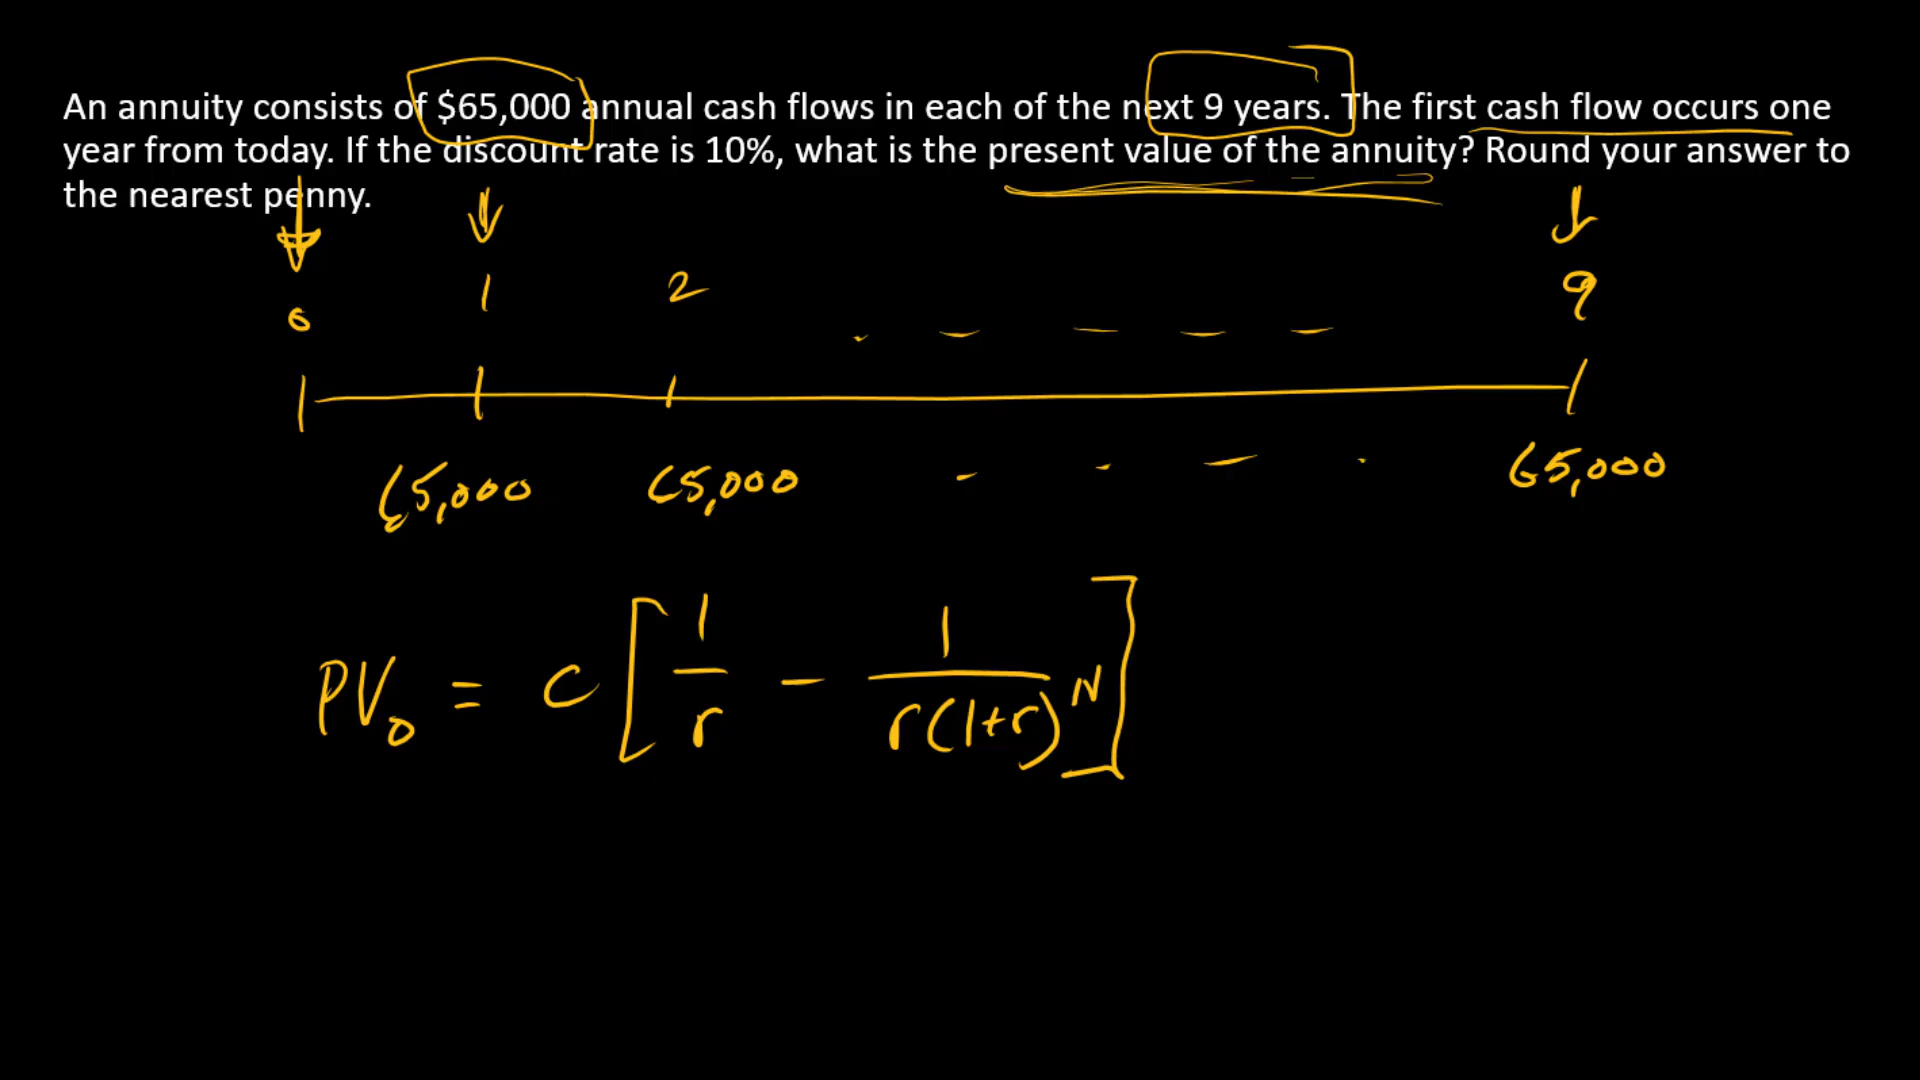 An annuity consists of $65,000 annual cash flows in each of the next 9 years. The first cash flow occurs one
year from today. If the discount rate is 10%, what is the present value of the annuity? Round your answer to
the nearest penny.
0 1 2 . - - - - 9
65,000 65,000 - - - . 65,000
PV₀ = C [ 1/r - 1/r(1+r)^N ]